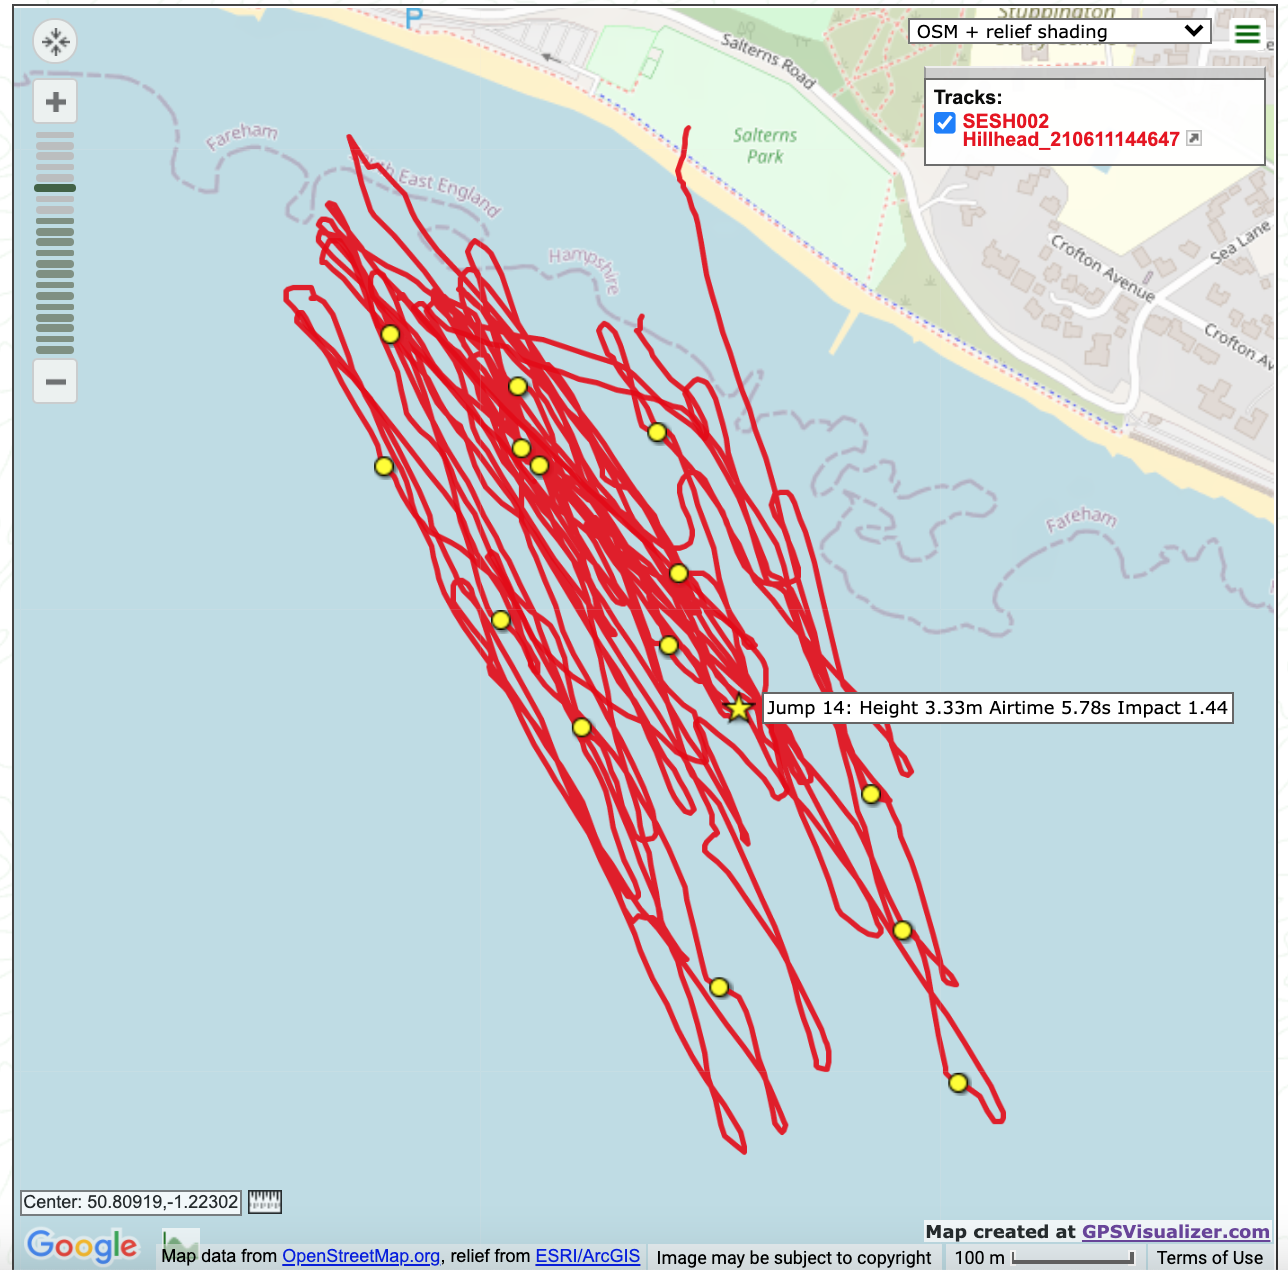 P
Stubbington
Study Centre
OSM + relief shading
Salterns Road
Tracks:
SESH002
Hillhead_210611144647
Salterns
Park
Fareham
South East England
Hampshire
Crofton Avenue
Sea Lane
Crofton Av
Fareham
Jump 14: Height 3.33m Airtime 5.78s Impact 1.44
Center: 50.80919,-1.22302
Map created at GPSVisualizer.com
Google
Map data from OpenStreetMap.org, relief from ESRI/ArcGIS
Image may be subject to copyright
100 m
Terms of Use